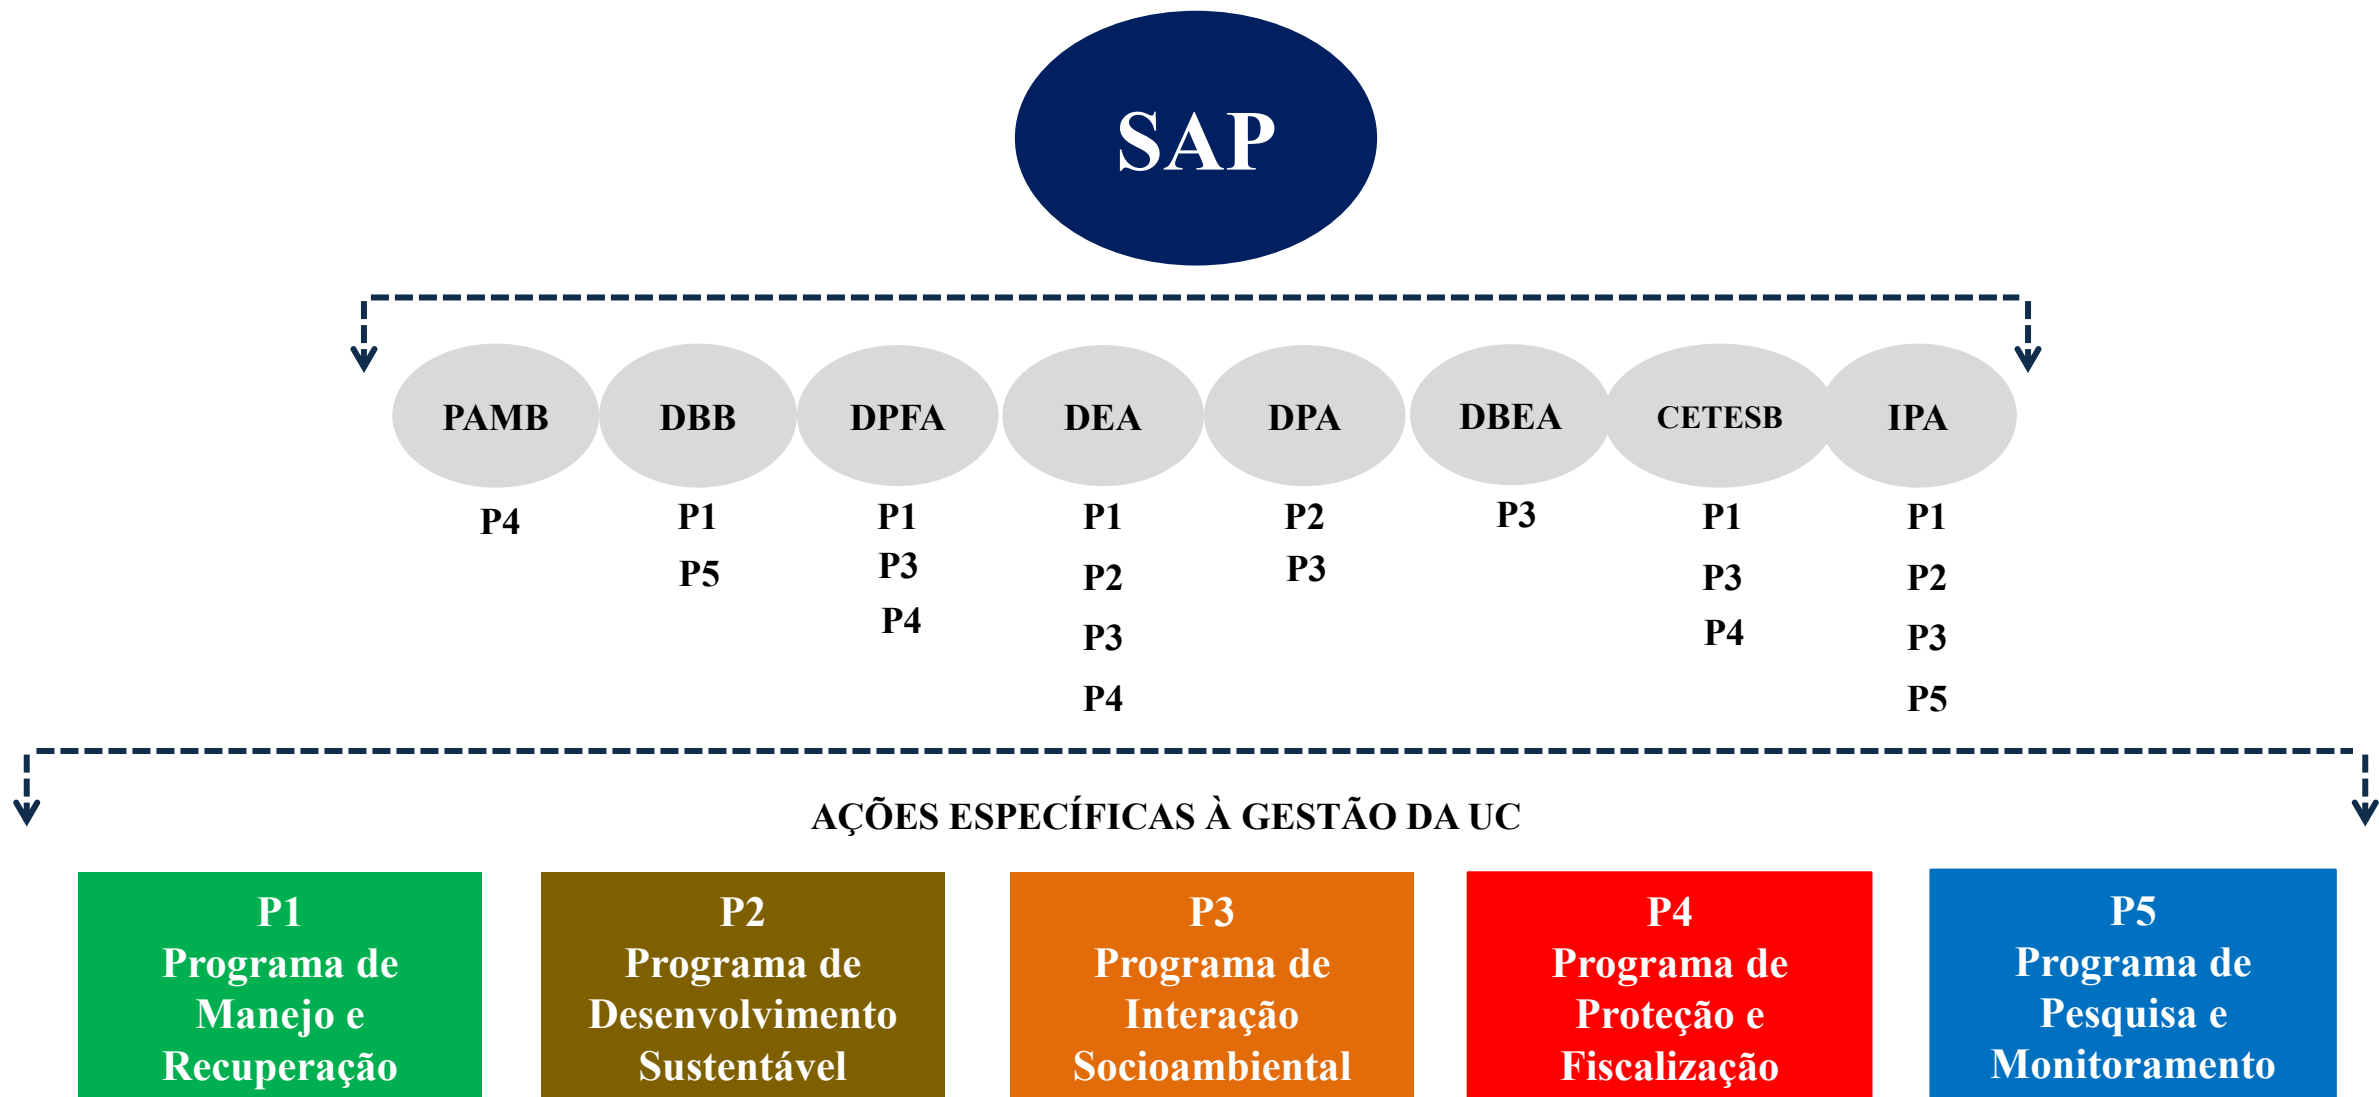 SAP
PAMB DBB DPFA DEA DPA DBEA CETESB IPA
P4 P1 P1 P1 P2 P3 P1 P1
P5 P3 P2 P3 P3 P2
P4 P3 P4 P3
P4 P5
AÇÕES ESPECÍFICAS À GESTÃO DA UC
P1
Programa de
Manejo e
Recuperação
P2
Programa de
Desenvolvimento
Sustentável
P3
Programa de
Interação
Socioambiental
P4
Programa de
Proteção e
Fiscalização
P5
Programa de
Pesquisa e
Monitoramento